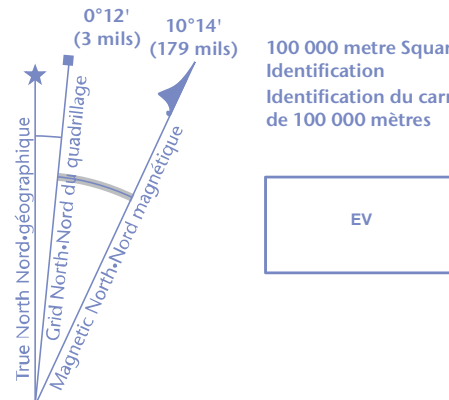 0°12'
(3 mils)
10°14'
(179 mils)
True North Nord•géographique
Grid North•Nord du quadrillage
Magnetic North•Nord magnétique
100 000 metre Squar
Identification
Identification du carr
de 100 000 mètres
EV